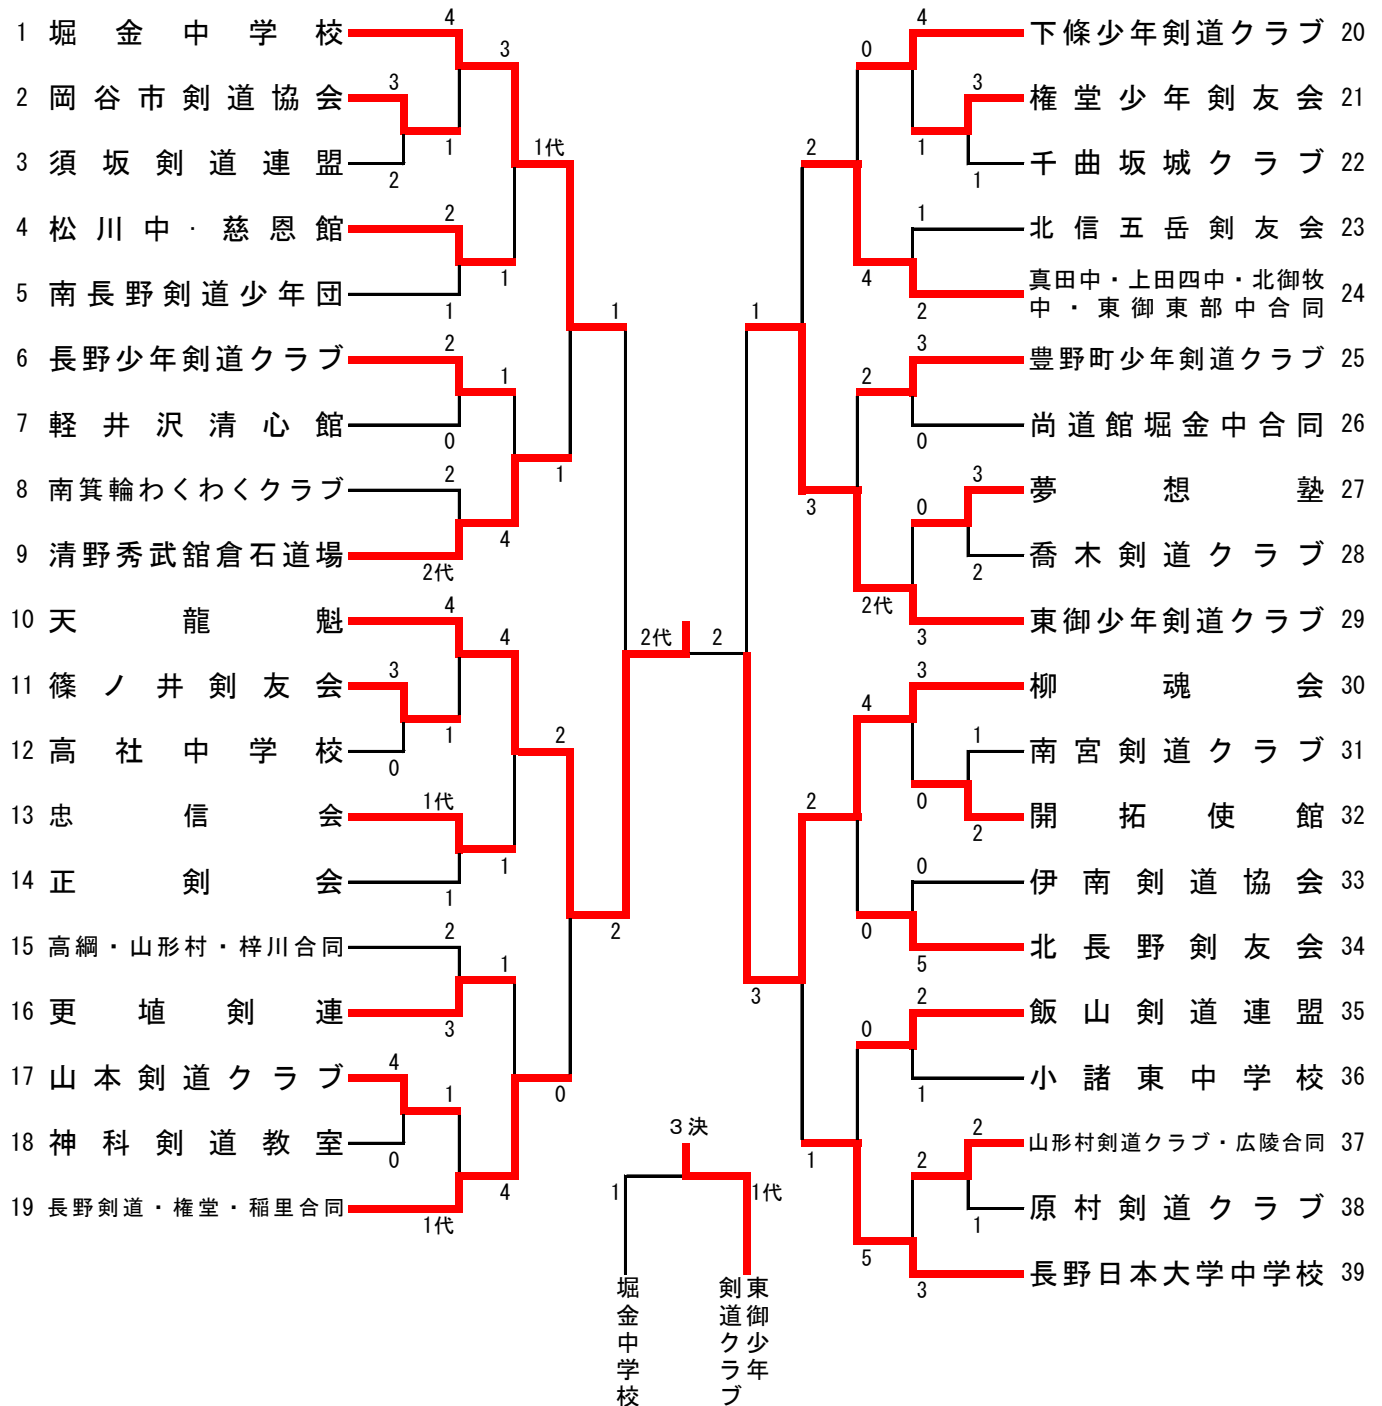 1 堀金中学校
2 岡谷市剣道協会
3 須坂剣道連盟
4 松川中・慈恩館
5 南長野剣道少年団
6 長野少年剣道クラブ
7 軽井沢清心館
8 南箕輪わくわくクラブ
9 清野秀武舘倉石道場
10 天龍魁
11 篠ノ井剣友会
12 高社中学校
13 忠信会
14 正剣会
15 高綱・山形村・梓川合同
16 更埴剣連
17 山本剣道クラブ
18 神科剣道教室
19 長野剣道・権堂・稲里合同
4
3
2
1
2
1
2
0
2
2代
4
3
0
1
1代
1
2
3
4
0
1
1代
3
1
1
4
4
1
1
4
1代
1
2
0
1
2
2代
2
1
3
2
3
2
1
0
4
2
2代
4
0
0
5
4
3
1
1
1
2
3
0
0
3
2
3
3
1
2
0
0
5
2
1
2
2
1
3
下條少年剣道クラブ 20
権堂少年剣友会 21
千曲坂城クラブ 22
北信五岳剣友会 23
真田中・上田四中・北御牧
中・東御東部中合同 24
豊野町少年剣道クラブ 25
尚道館堀金中合同 26
夢想塾 27
喬木剣道クラブ 28
東御少年剣道クラブ 29
柳魂会 30
南宮剣道クラブ 31
開拓使館 32
伊南剣道協会 33
北長野剣友会 34
飯山剣道連盟 35
小諸東中学校 36
山形村剣道クラブ・広陵合同 37
原村剣道クラブ 38
長野日本大学中学校 39
3決
1
1代
堀金中学校
東御少年
剣道クラブ